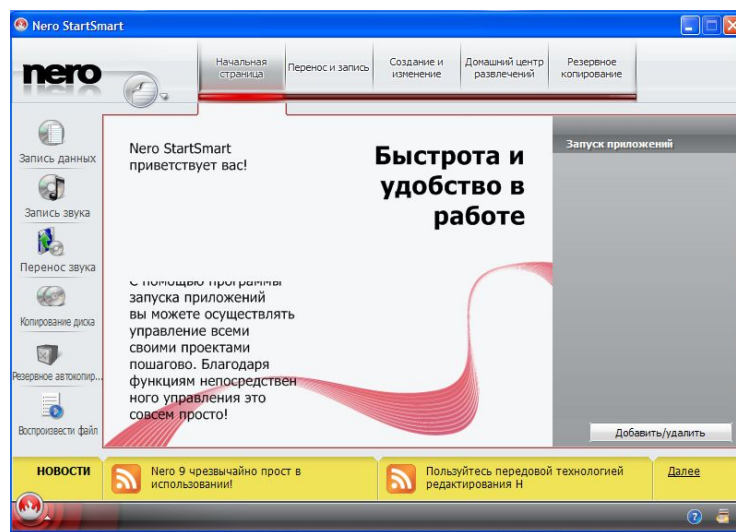 Nero StartSmart
nero
Начальная
страница
Перенос и запись
Создание и
изменение
Домашний центр
развлечений
Резервное
копирование
Запись данных
Запись звука
Перенос звука
Копирование диска
Резервное автокопир...
Воспроизвести файл
Nero StartSmart
приветствует вас!
Быстрота и
удобство в
работе
С помощью программы
запуска приложений
вы можете осуществлять
управление всеми
своими проектами
пошагово. Благодаря
функциям непосредствен
ного управления это
совсем просто!
Запуск приложений
Добавить/удалить
НОВОСТИ
Nero 9 чрезвычайно прост в
использовании!
Пользуйтесь передовой технологией
редактирования H
Далее